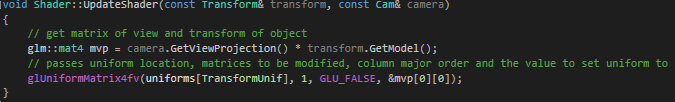 void Shader::UpdateShader(const Transform& transform, const Cam& camera)
{
// get matrix of view and transform of object
glm::mat4 mvp = camera.GetViewProjection() * transform.GetModel();
// passes uniform location, matrices to be modified, column major order and the value to set uniform to
glUniformMatrix4fv(uniforms[TransformUnif], 1, GLU_FALSE, &mvp[0][0]);
}